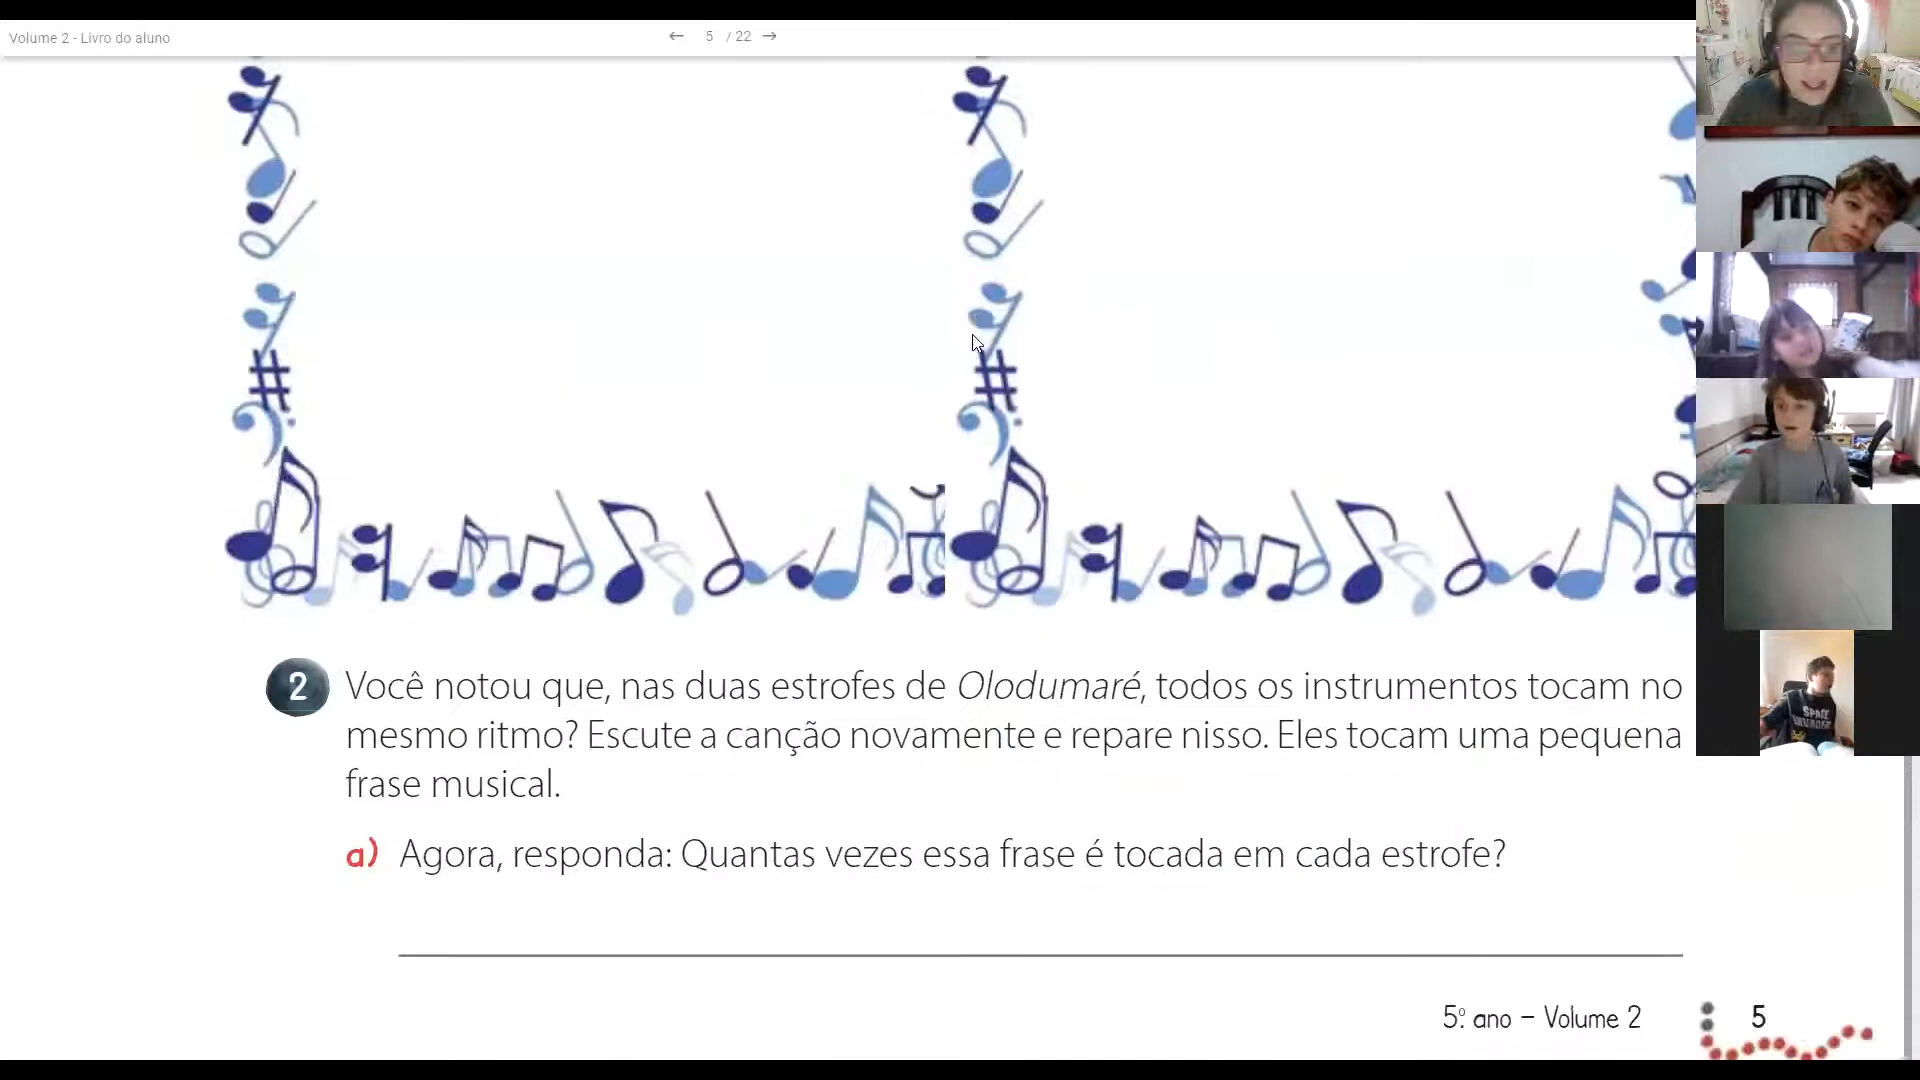 Volume 2 - Livro do aluno
← 5 / 22 →
2 Você notou que, nas duas estrofes de Olodumaré, todos os instrumentos tocam no
mesmo ritmo? Escute a canção novamente e repare nisso. Eles tocam uma pequena
frase musical.
a) Agora, responda: Quantas vezes essa frase é tocada em cada estrofe?
5º. ano – Volume 2 5
SPACE
INVADERS